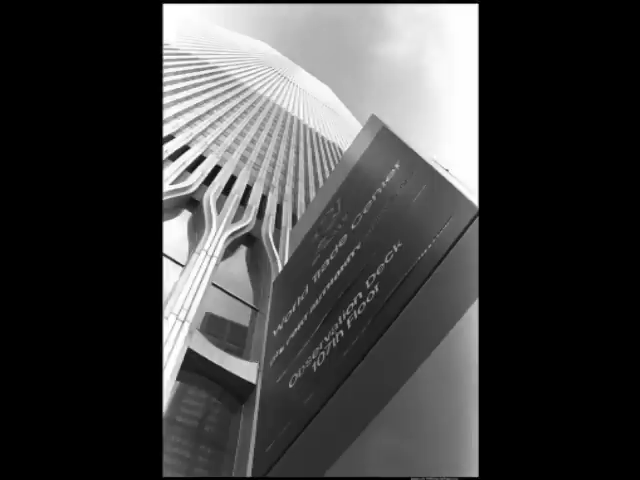 World Trade Center
THE PORT AUTHORITY
Observation Deck
107th Floor